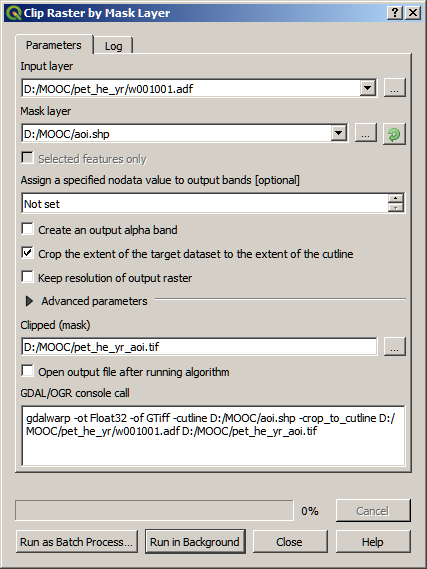 Clip Raster by Mask Layer
Parameters
Log
Input layer
D:/MOOC/pet_he_yr/w001001.adf
...
Mask layer
D:/MOOC/aoi.shp
...
Selected features only
Assign a specified nodata value to output bands [optional]
Not set
Create an output alpha band
Crop the extent of the target dataset to the extent of the cutline
Keep resolution of output raster
Advanced parameters
Clipped (mask)
D:/MOOC/pet_he_yr_aoi.tif
...
Open output file after running algorithm
GDAL/OGR console call
gdalwarp -ot Float32 -of GTiff -cutline D:/MOOC/aoi.shp -crop_to_cutline D:/
MOOC/pet_he_yr/w001001.adf D:/MOOC/pet_he_yr_aoi.tif
0%
Cancel
Run as Batch Process...
Run in Background
Close
Help